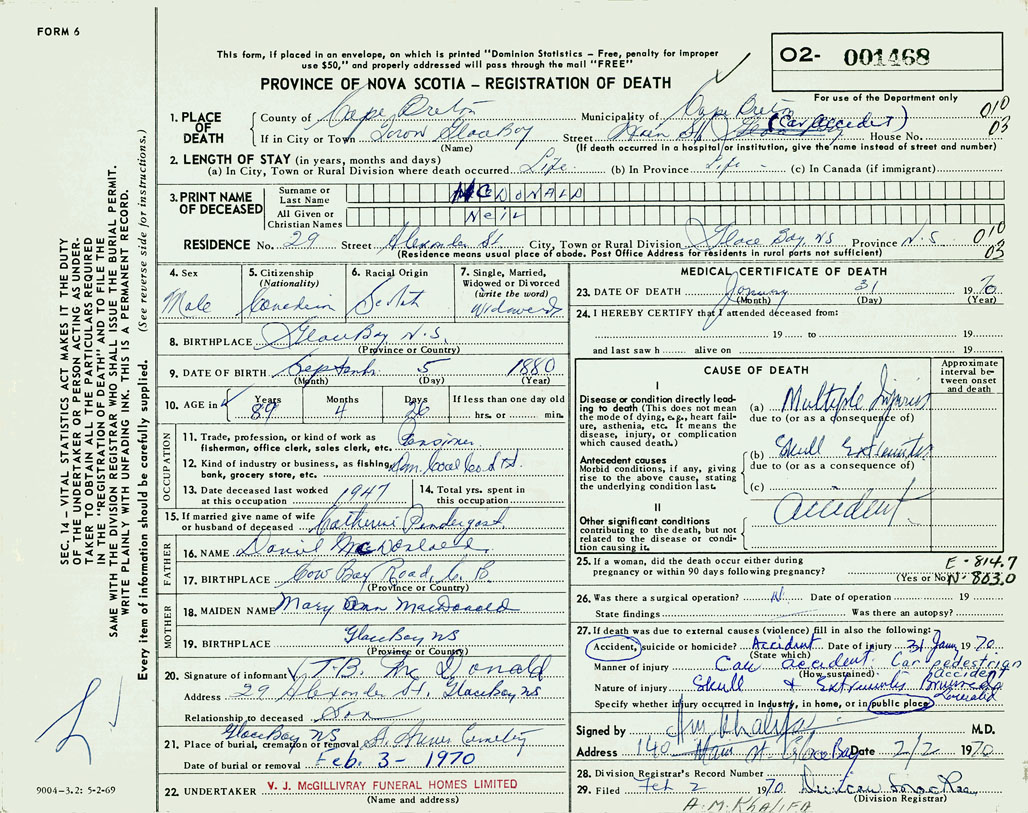 FORM 6
This form, if placed in an envelope, on which is printed "Dominion Statistics – Free, penalty for improper
use $50," and properly addressed will pass through the mail "FREE"
PROVINCE OF NOVA SCOTIA – REGISTRATION OF DEATH
O2- 001468
For use of the Department only
010
03
1. PLACE OF DEATH
County of Cape Breton Municipality of Cape Breton
If in City or Town Town Glace Bay Street Main St (Car accident) House No.
(Name) (If death occurred in a hospital or institution, give the name instead of street and number)
2. LENGTH OF STAY (in years, months and days)
(a) In City, Town or Rural Division where death occurred Life (b) In Province Life - (c) In Canada (if immigrant)
3. PRINT NAME OF DECEASED
Surname or Last Name McDONALD
All Given or Christian Names Neil
RESIDENCE No. 29 Street Alexander St. City, Town or Rural Division Glace Bay, NS Province N.S
010
03
(Residence means usual place of abode. Post Office Address for residents in rural parts not sufficient)
4. Sex
Male
5. Citizenship
(Nationality)
Canadian
6. Racial Origin
Scotch
7. Single, Married,
Widowed or Divorced
(write the word)
Widowed
8. BIRTHPLACE Glace Bay N.S.
(Province or Country)
9. DATE OF BIRTH September 5 1880
(Month) (Day) (Year)
10. AGE in Years 89 Months 4 Days 26
If less than one day old
hrs. or min.
OCCUPATION
11. Trade, profession, or kind of work as
fisherman, office clerk, sales clerk, etc. Pensioner
12. Kind of industry or business, as fishing,
bank, grocery store, etc. Dom. Coal Co Ltd
13. Date deceased last worked
at this occupation 1947
14. Total yrs. spent in
this occupation
15. If married give name of wife
or husband of deceased Catherine Pendergast
FATHER
16. NAME Daniel McDonald
17. BIRTHPLACE Cow Bay Road, C. B.
(Province or Country)
MOTHER
18. MAIDEN NAME Mary Ann MacDonald
19. BIRTHPLACE Glace Bay NS
(Province or Country)
20. Signature of informant T.B. McDonald
Address 29 Alexander St. Glace Bay NS
Relationship to deceased Son
Glace Bay NS
21. Place of burial, cremation or removal St. Annes Cemetery
Date of burial or removal Feb. 3 - 1970
22. UNDERTAKER V. J. McGILLIVRAY FUNERAL HOMES LIMITED
(Name and address)
MEDICAL CERTIFICATE OF DEATH
23. DATE OF DEATH January 31 1970
(Month) (Day) (Year)
24. I HEREBY CERTIFY that I attended deceased from:
19 to 19
and last saw h alive on 19
CAUSE OF DEATH
Approximate
interval be-
tween onset
and death
I
Disease or condition directly lead-
ing to death (This does not mean
the mode of dying, e.g., heart fail-
ure, asthenia, etc. It means the
disease, injury, or complication
which caused death.)
(a) Multiple Injuries
due to (or as a consequence of)
Antecedent causes
Morbid conditions, if any, giving
rise to the above cause, stating
the underlying condition last.
(b) Skull Extremities
due to (or as a consequence of)
(c)
II
Other significant conditions
contributing to the death, but not
related to the disease or condi-
tion causing it.
accident
25. If a woman, did the death occur either during
pregnancy or within 90 days following pregnancy?
(Yes or No)
E-814.7
N-803.0
26. Was there a surgical operation? Date of operation 19
State findings Was there an autopsy?
27. If death was due to external causes (violence) fill in also the following:
Accident, suicide or homicide? Accident Date of injury 31 Jan 1970
(State which)
Manner of injury Car accident. Car pedestrian accident
(How sustained)
Nature of injury Skull & Extremities
Specify whether injury occurred in Industry, in home, or in public place
Signed by AM Khalifa M.D.
Address 140 Main St Glace Bay Date 2/2 1970
28. Division Registrar's Record Number
29. Filed Feb 2 1970 Duncan MacRae
(Division Registrar)
A.M.KHALIFA
SEC. 14 – VITAL STATISTICS ACT MAKES IT THE DUTY
OF THE UNDERTAKER OR PERSON ACTING AS UNDER-
TAKER TO OBTAIN ALL THE PARTICULARS REQUIRED
IN THE "REGISTRATION OF DEATH" AND TO FILE THE
SAME WITH THE DIVISION REGISTRAR WHO SHALL ISSUE THE BURIAL PERMIT.
WRITE PLAINLY WITH UNFADING INK, THIS IS A PERMANENT RECORD.
Every item of information should be carefully supplied. (See reverse side for instructions.)
9004-3.2: 5-2-69